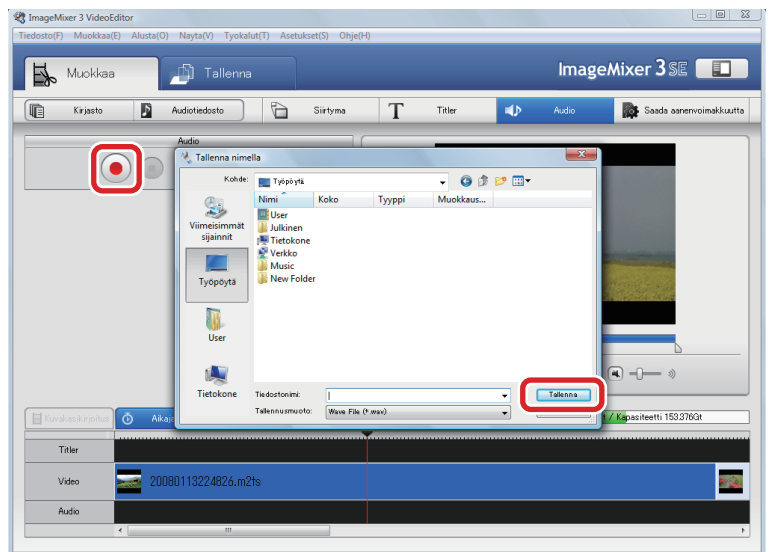 ImageMixer 3 VideoEditor
Tiedosto(F) Muokkaa(E) Alusta(O) Nayta(V) Tyokalut(T) Asetukset(S) Ohje(H)
Muokkaa
Tallenna
ImageMixer 3 SE
Kirjasto
Audiotiedosto
Siirtyma
T
Titler
Audio
Saada aanenvoimakkuutta
Audio
Tallenna nimella
Kohde:
Työpöytä
Nimi Koko Tyyppi Muokkaus...
User
Julkinen
Tietokone
Verkko
Music
New Folder
Viimeisimmät
sijainnit
Työpöytä
User
Tietokone
Tiedostonimi:
Tallenna
Tallennusmuoto:
Wave File (*.wav)
Kuvakasikirjoitus
/ Kapasiteetti 153.376Gt
Titler
Video
20080113224826.m2ts
Audio